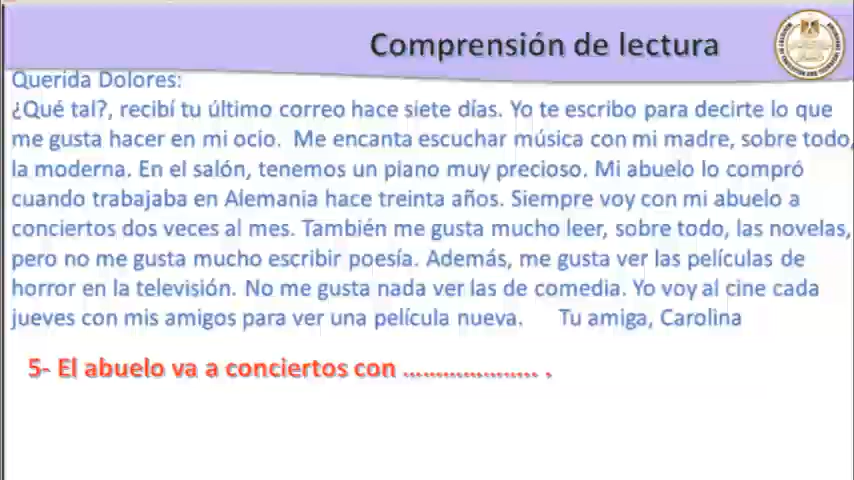 Comprensión de lectura
Querida Dolores:
¿Qué tal?, recibí tu último correo hace siete días. Yo te escribo para decirte lo que
me gusta hacer en mi ocio. Me encanta escuchar música con mi madre, sobre todo,
la moderna. En el salón, tenemos un piano muy precioso. Mi abuelo lo compró
cuando trabajaba en Alemania hace treinta años. Siempre voy con mi abuelo a
conciertos dos veces al mes. También me gusta mucho leer, sobre todo, las novelas,
pero no me gusta mucho escribir poesía. Además, me gusta ver las películas de
horror en la televisión. No me gusta nada ver las de comedia. Yo voy al cine cada
jueves con mis amigos para ver una película nueva. Tu amiga, Carolina
5- El abuelo va a conciertos con .................... .